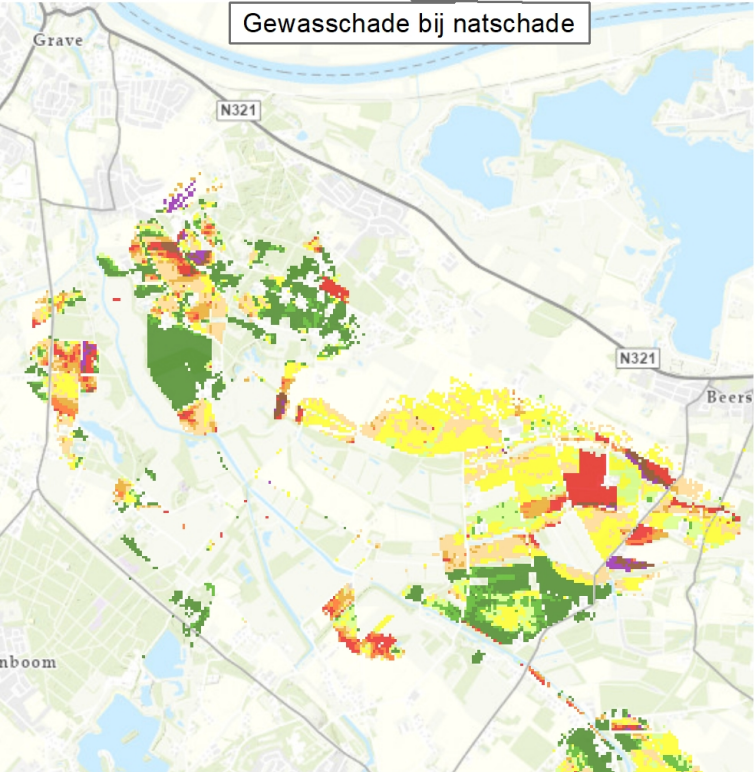 Gewasschade bij natschade
Grave
N321
N321
Beers
nboom